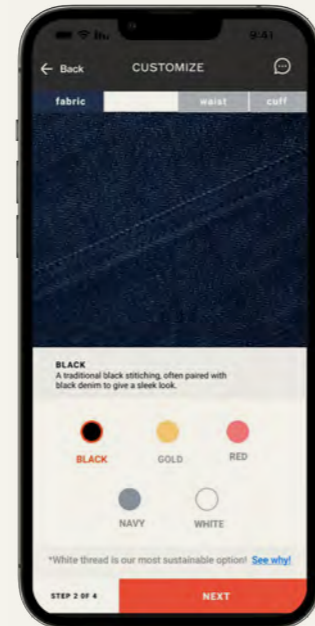 9:41
← Back CUSTOMIZE
fabric waist cuff
BLACK
A traditional black stitiching, often paired with
black denim to give a sleek look.
BLACK GOLD RED
NAVY WHITE
*White thread is our most sustainable option! See why!
STEP 2 OF 4 NEXT